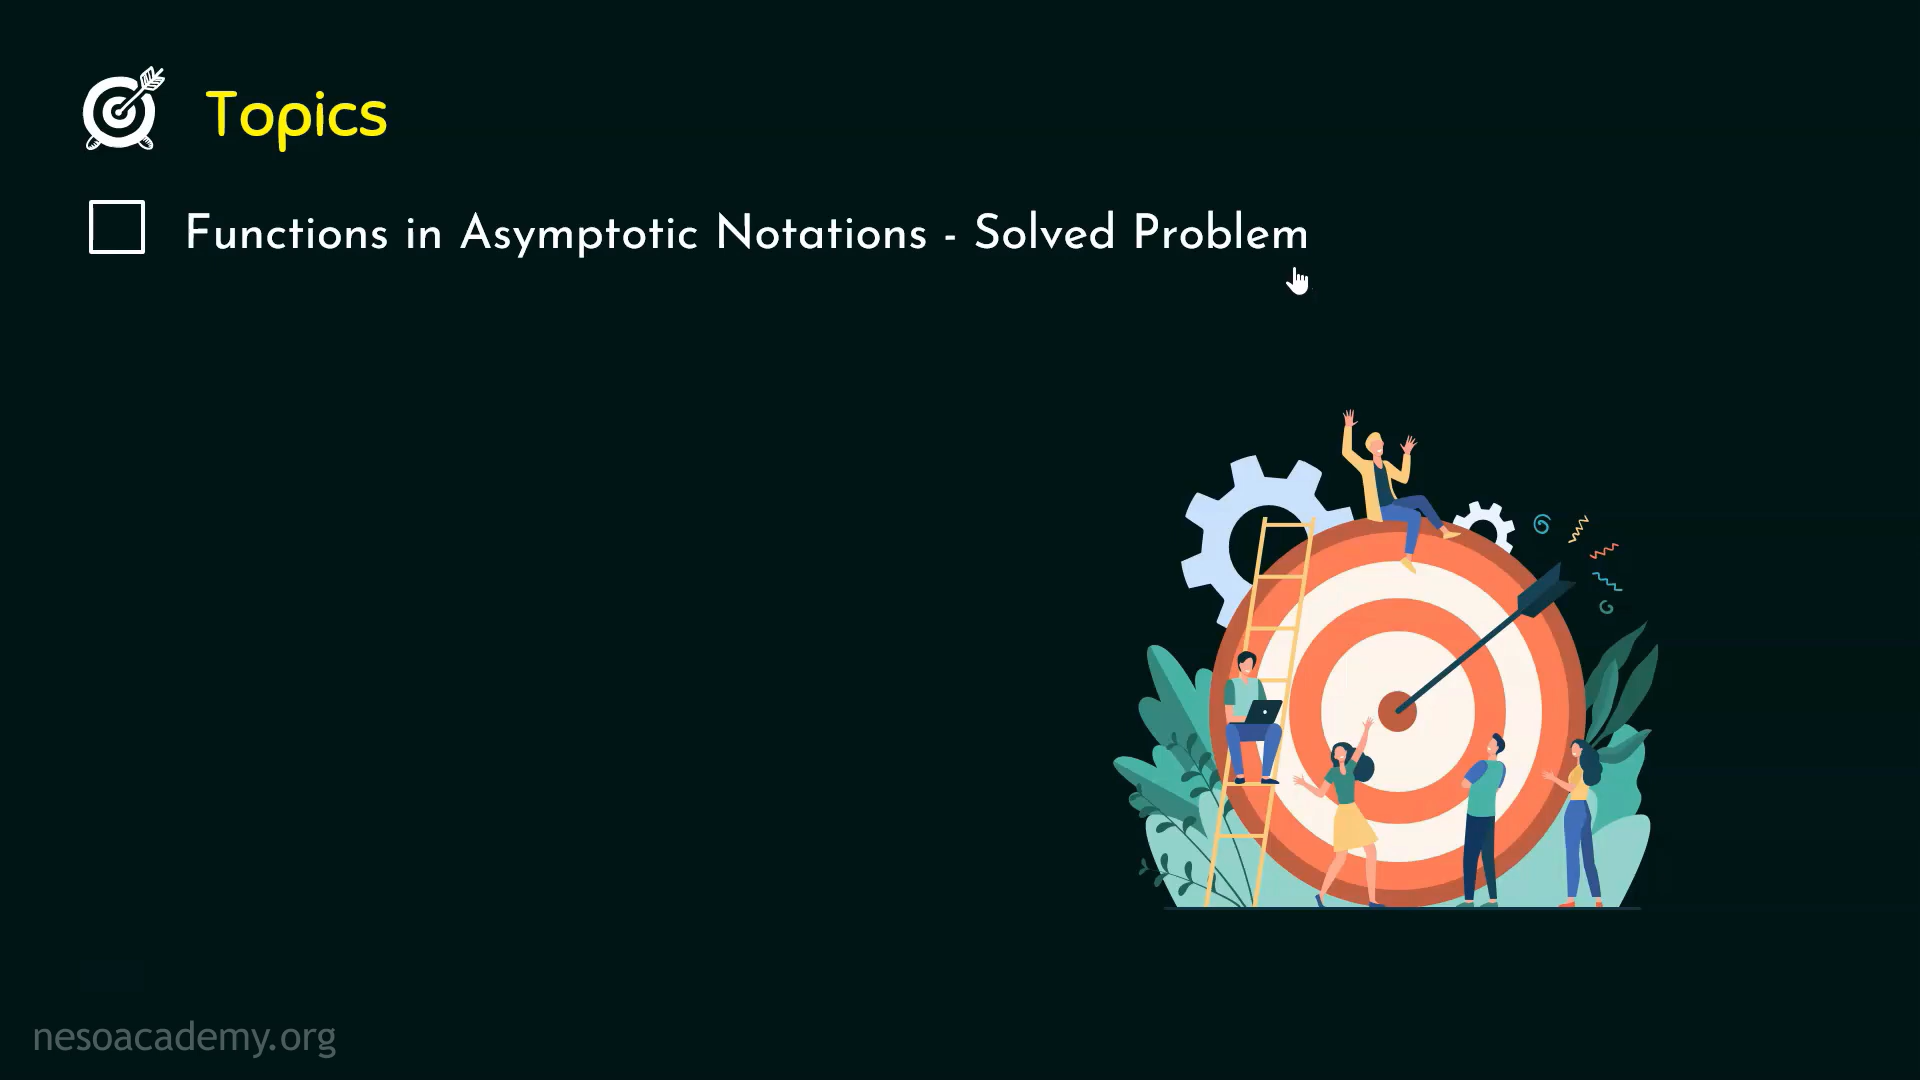 Topics
Functions in Asymptotic Notations - Solved Problem
nesoacademy.org